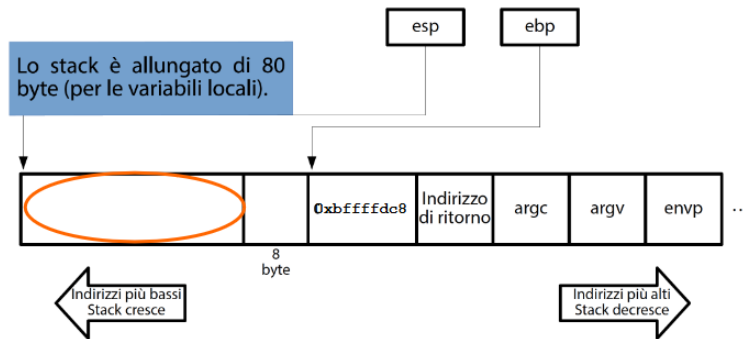 esp
ebp
Lo stack è allungato di 80
byte (per le variabili locali).
0xbffffdc8
Indirizzo
di ritorno
argc
argv
envp
..
8
byte
Indirizzi più bassi
Stack cresce
Indirizzi più alti
Stack decresce